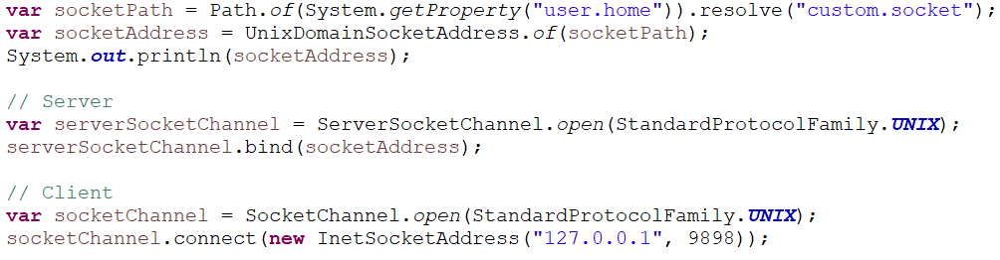 var socketPath = Path.of(System.getProperty("user.home")).resolve("custom.socket");
var socketAddress = UnixDomainSocketAddress.of(socketPath);
System.out.println(socketAddress);
// Server
var serverSocketChannel = ServerSocketChannel.open(StandardProtocolFamily.UNIX);
serverSocketChannel.bind(socketAddress);
// Client
var socketChannel = SocketChannel.open(StandardProtocolFamily.UNIX);
socketChannel.connect(new InetSocketAddress("127.0.0.1", 9898));